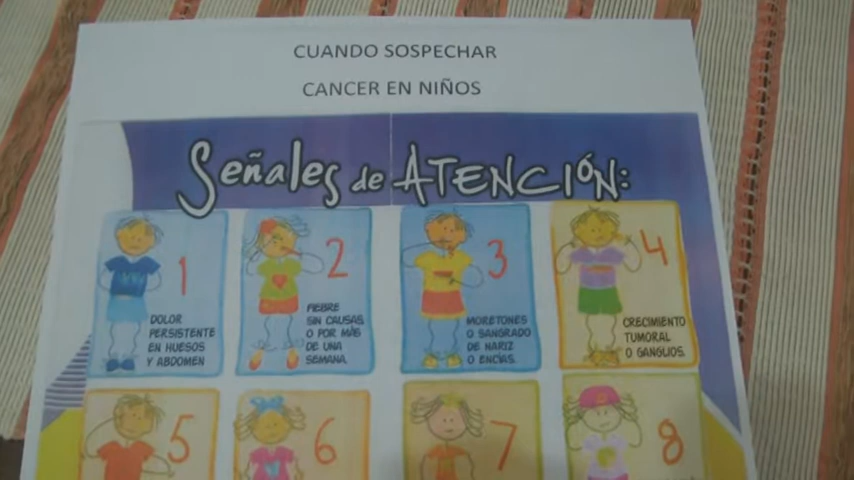 CUANDO SOSPECHAR
CANCER EN NIÑOS
Señales de ATENCIÓN:
1
DOLOR
PERSISTENTE
EN HUESOS
Y ABDOMEN
2
FIEBRE
SIN CAUSAS
O POR MÁS
DE UNA
SEMANA.
3
MORETONES
O SANGRADO
DE NARIZ
O ENCÍAS.
4
CRECIMIENTO
TUMORAL
O GANGLIOS.
5
6
7
8